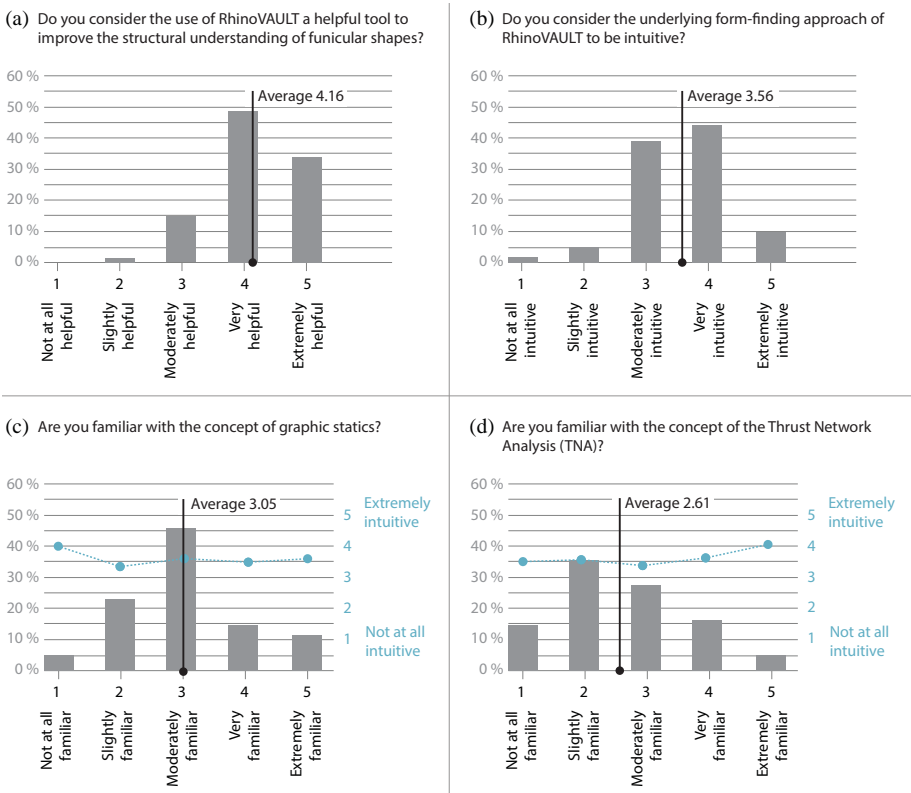 (a) Do you consider the use of RhinoVAULT a helpful tool to
improve the structural understanding of funicular shapes?
60 %
50 %
40 %
30 %
20 %
10 %
0 %
Average 4.16
1 2 3 4 5
Not at all
helpful
Slightly
helpful
Moderately
helpful
Very
helpful
Extremely
helpful
(b) Do you consider the underlying form-finding approach of
RhinoVAULT to be intuitive?
60 %
50 %
40 %
30 %
20 %
10 %
0 %
Average 3.56
1 2 3 4 5
Not at all
intuitive
Slightly
intuitive
Moderately
intuitive
Very
intuitive
Extremely
intuitive
(c) Are you familiar with the concept of graphic statics?
60 %
50 %
40 %
30 %
20 %
10 %
0 %
Average 3.05
5 Extremely
intuitive
4
3
2
1 Not at all
intuitive
1 2 3 4 5
Not at all
familiar
Slightly
familiar
Moderately
familiar
Very
familiar
Extremely
familiar
(d) Are you familiar with the concept of the Thrust Network
Analysis (TNA)?
60 %
50 %
40 %
30 %
20 %
10 %
0 %
Average 2.61
5 Extremely
intuitive
4
3
2
1 Not at all
intuitive
1 2 3 4 5
Not at all
familiar
Slightly
familiar
Moderately
familiar
Very
familiar
Extremely
familiar